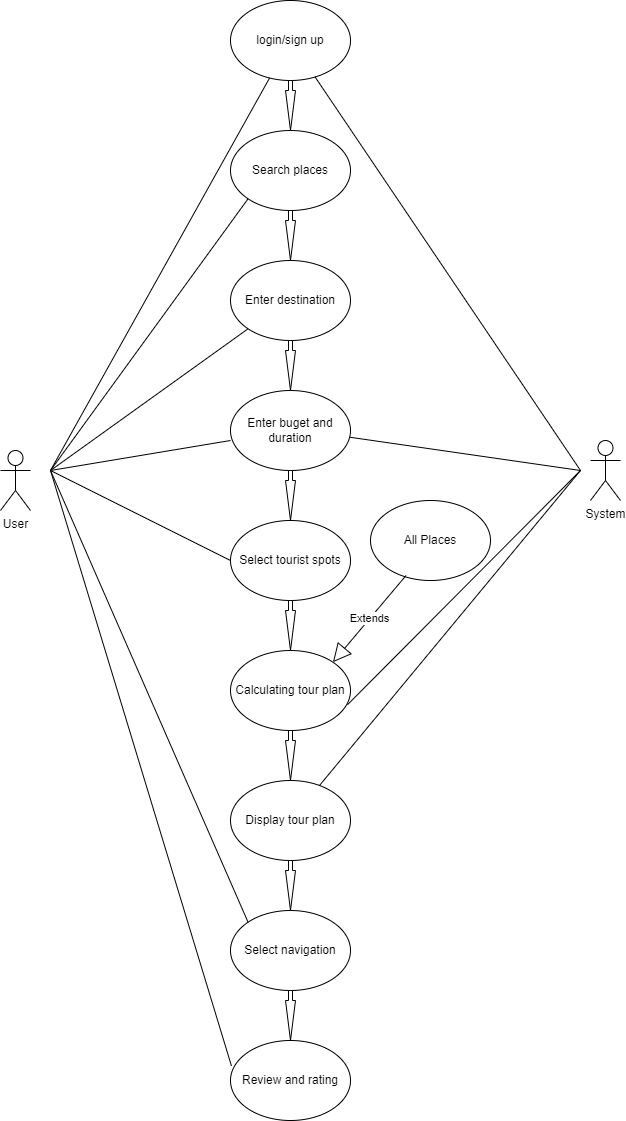 login/sign up
Search places
Enter destination
Enter buget and
duration
User
System
Select tourist spots
All Places
Extends
Calculating tour plan
Display tour plan
Select navigation
Review and rating